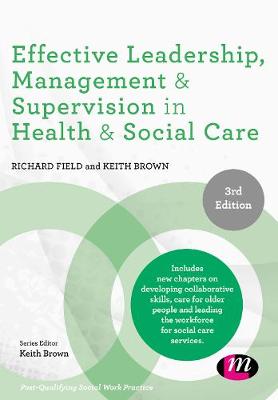 Effective Leadership,
Management &
Supervision in
Health & Social Care
RICHARD FIELD and KEITH BROWN
3rd
Edition
Includes
new chapters on
developing collaborative
skills, care for older
people and leading the
workforce
for social care
services.
Series Editor
Keith Brown
Post-Qualifying Social Work Practice